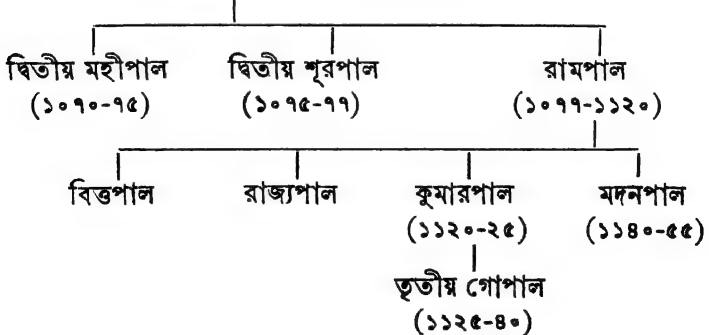 দ্বিতীয় মহীপাল দ্বিতীয় শূরপাল রামপাল
(১০৭০-৭৫) (১০৭৫-৭৭) (১০৭৭-১১২০)
বিত্তপাল রাজ্যপাল কুমারপাল মদনপাল
(১১২০-২৫) (১১৪০-৫৫)
তৃতীয় গোপাল
(১১২৫-৪০)